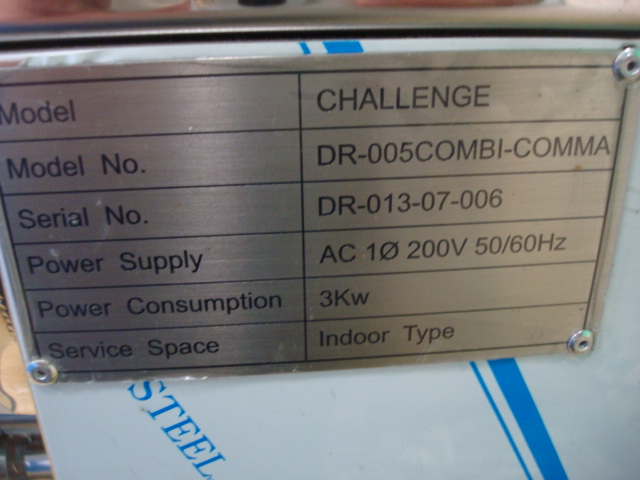 Model CHALLENGE
Model No. DR-005COMBI-COMMA
Serial No. DR-013-07-006
Power Supply AC 1Ø 200V 50/60Hz
Power Consumption 3Kw
Service Space Indoor Type
STEEL